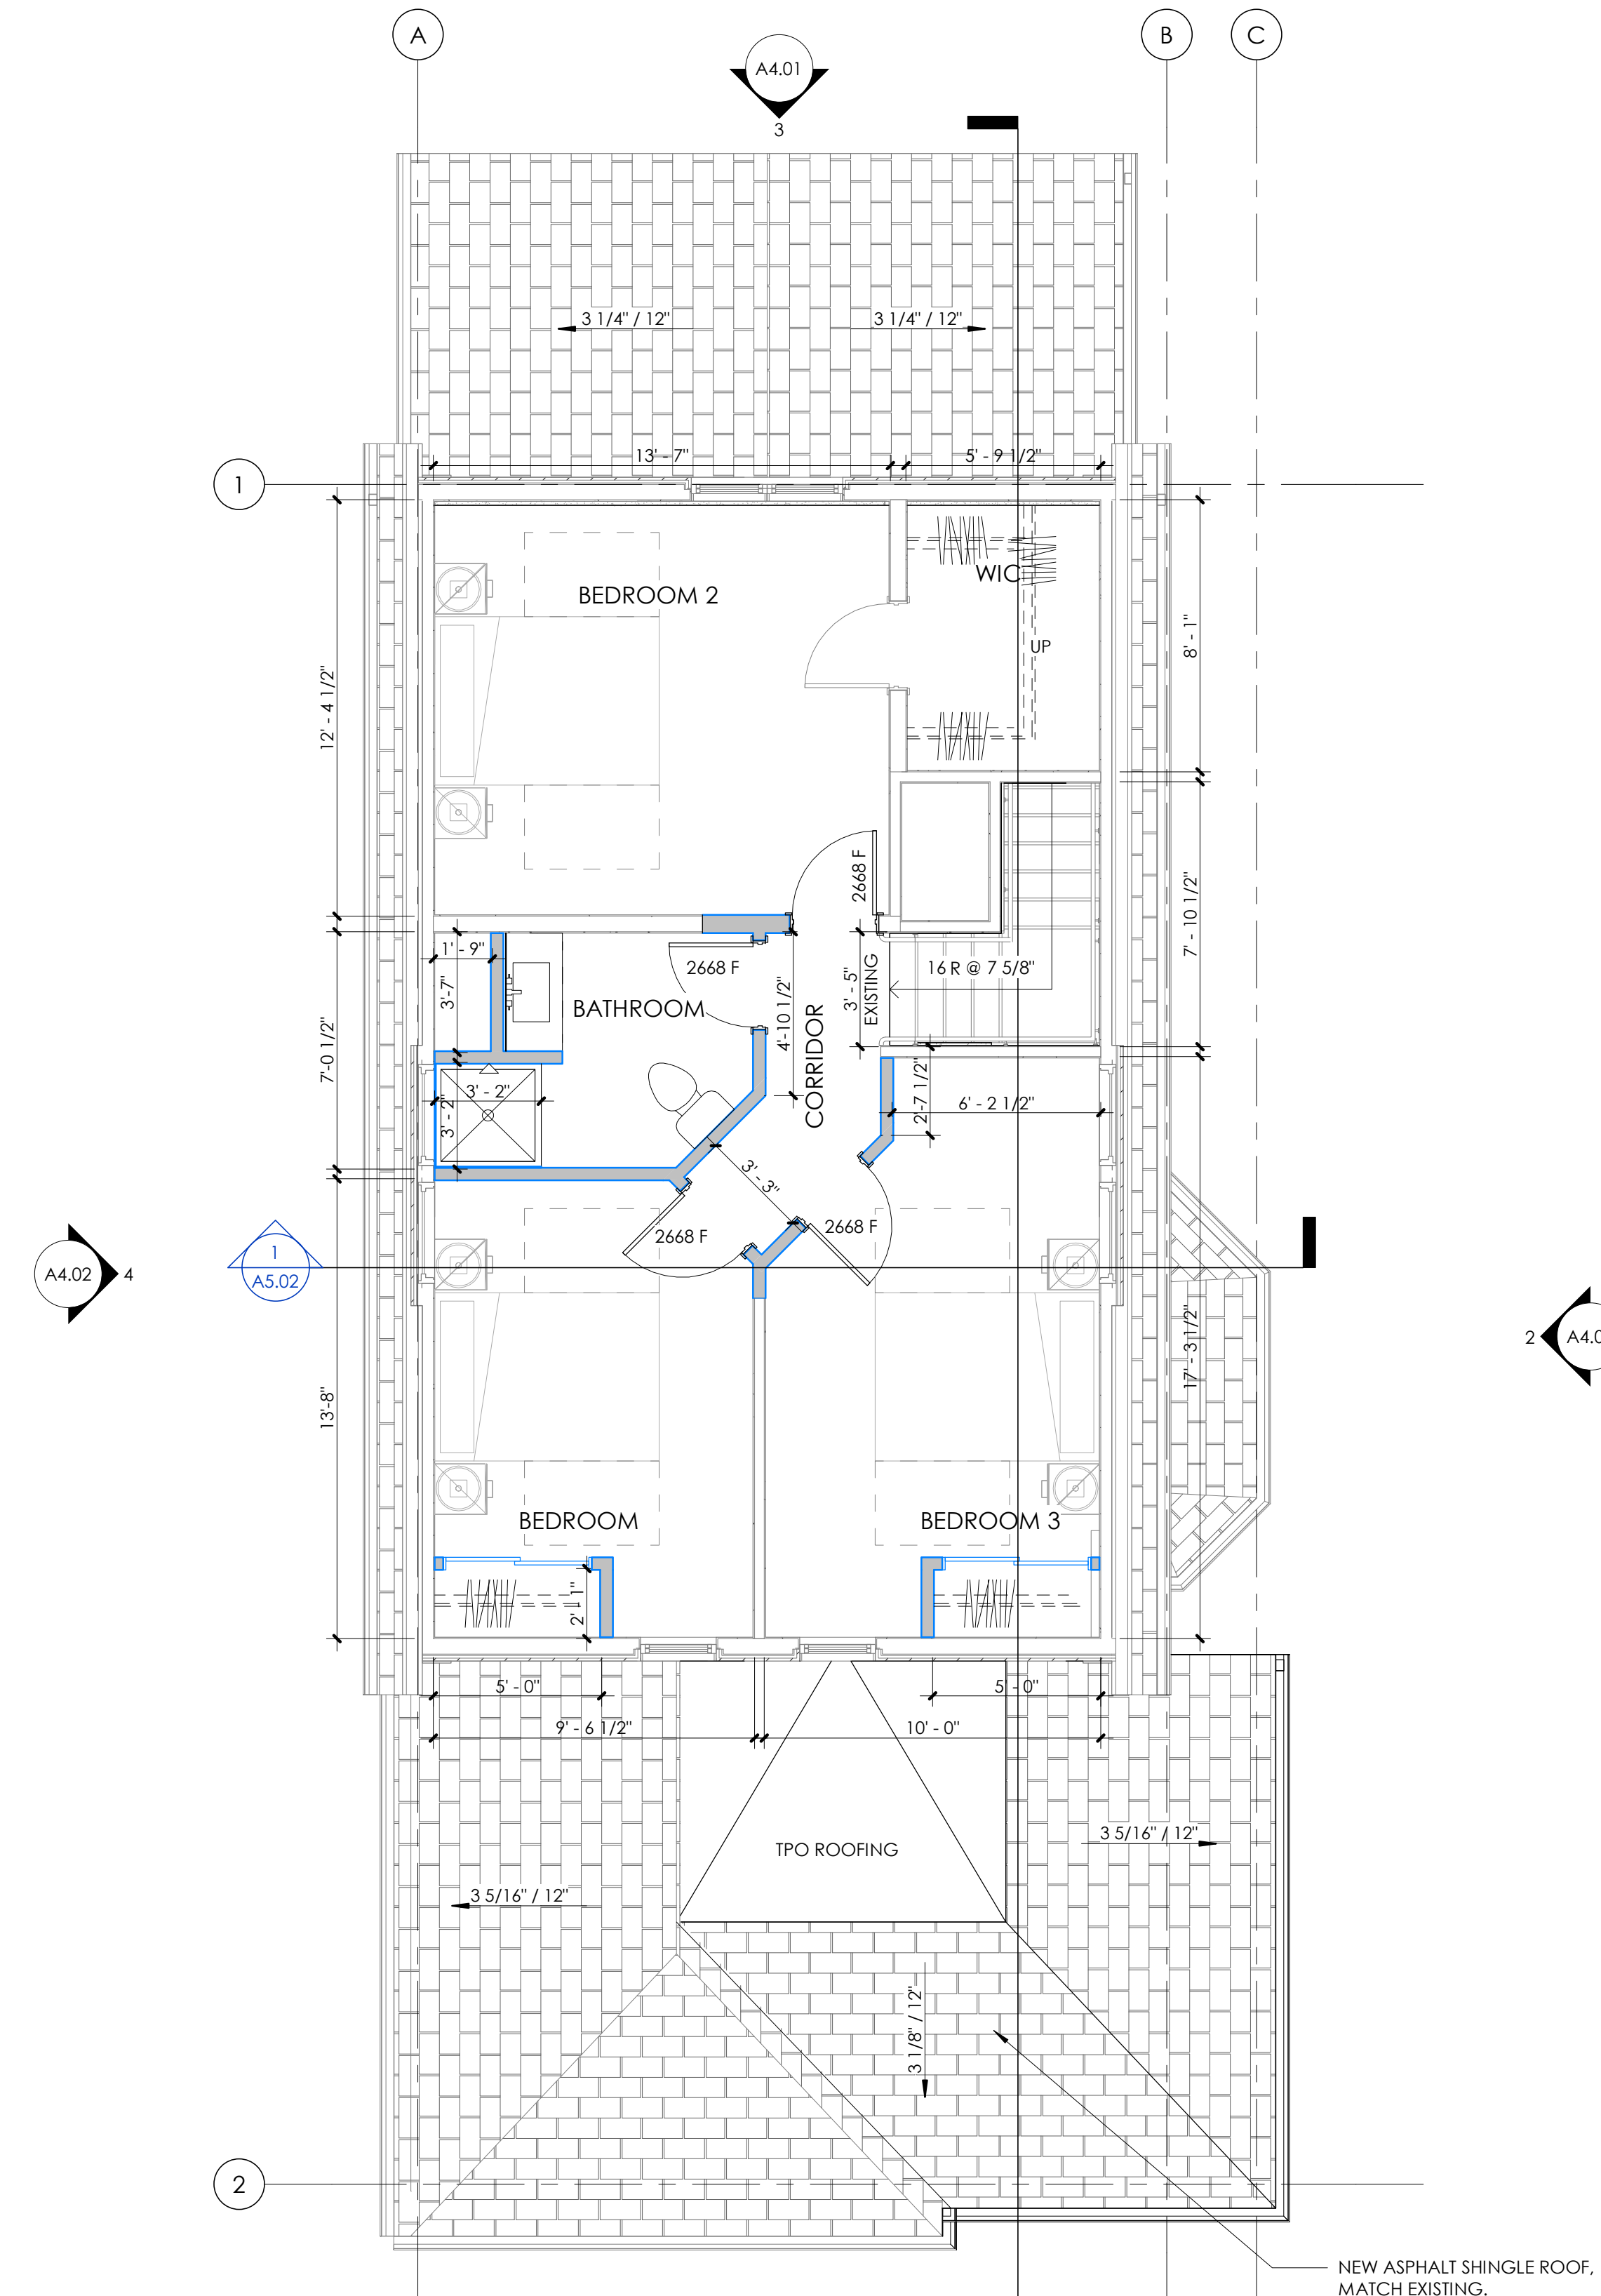 A
B
C
A4.01
3
3 1/4" / 12"
3 1/4" / 12"
1
13' - 7"
5' - 9 1/2"
BEDROOM 2
WIC
UP
12' - 4 1/2"
8' - 1"
2668 F
7' - 10 1/2"
1' - 9"
2668 F
16 R @ 7 5/8"
3' - 5"
EXISTING
3'-7"
BATHROOM
4'-10 1/2"
CORRIDOR
7'-0 1/2"
3' - 2"
3' - 2"
2'-7 1/2"
6' - 2 1/2"
3' - 3"
2668 F
2668 F
A4.02
4
1
A5.02
2
17' - 3 1/2"
13'-8"
BEDROOM
BEDROOM 3
2' - 1"
5' - 0"
5' - 0"
9' - 6 1/2"
10' - 0"
TPO ROOFING
3 5/16" / 12"
3 5/16" / 12"
3 1/8" / 12"
2
NEW ASPHALT SHINGLE ROOF,
MATCH EXISTING.